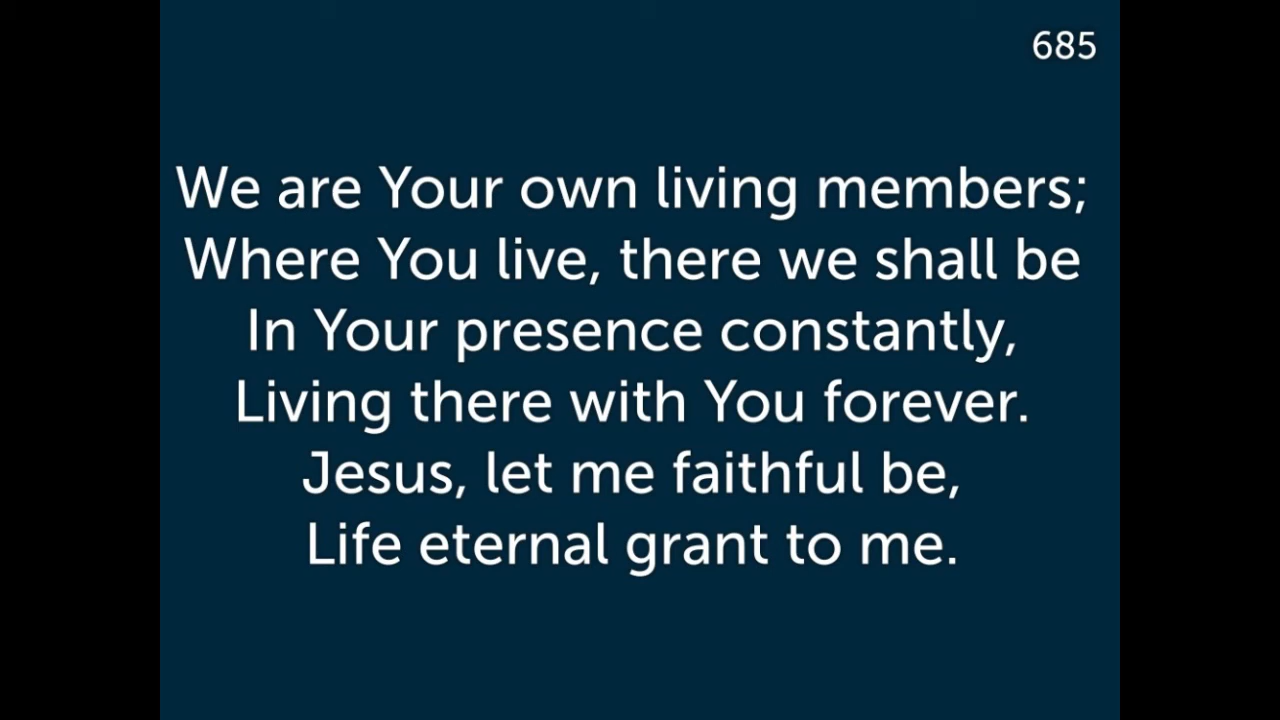 685
We are Your own living members;
Where You live, there we shall be
In Your presence constantly,
Living there with You forever.
Jesus, let me faithful be,
Life eternal grant to me.